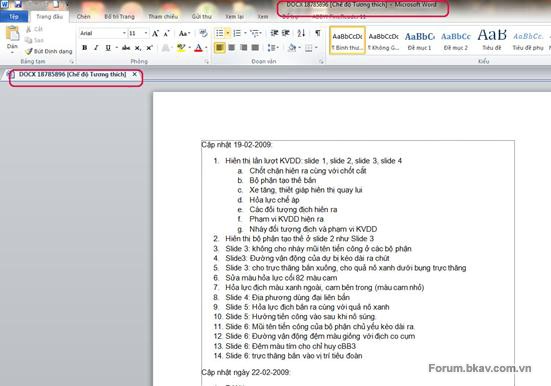 DOCX 18785896 [Chế độ Tương thích] - Microsoft Word
Tệp Trang đầu Chèn Bố trí Trang Tham chiếu Gửi thư Xem lại Xem Bổ trợ ABBYY FineReader 11
Cắt
Sao
Bút Định dạng
Dán
Bảng tạm
Arial
Phông
Đoạn văn
AaBbCcDc AaBbCcDc AaBbCc AaBbCc AaB AaBbCc
¶ Bình thư... Đề mục 1 Đề mục 2 Tiêu đề Tiêu đề phụ
Kiểu
DOCX 18785896 [Chế độ Tương thích]
Cập nhật 19-02-2009:
1. Hiển thị lần lượt KVDD: slide 1, slide 2, slide 3, slide 4
a. Chốt chặn hiện ra cùng với chốt cắt
b. Bộ phận tạo thế bắn
c. Xe tăng, thiết giáp hiển thị quay lui
d. Hỏa lực chế áp
e. Các đối tượng địch hiện ra
f. Phạm vi KVDD hiện ra
g. Nháy đối tượng địch và phạm vi KVDD
2. Hiển thị bộ phận tạo thế ở slide 2 như Slide 3
3. Slide 3: không cho nháy mũi tên tiến công ở các bộ phận
4. Slide3: Đường vận động của dự bị kéo dài ra chút
5. Slide 3: cho trực thăng bắn xuống, cho quả nổ xanh dưới bụng trực thăng
6. Sửa màu hỏa lực cối 82 màu cam
7. Hỏa lực địch màu xanh ngoài, cam bên trong (màu cam nhỏ)
8. Slide 4: Địa phương dùng đại liên bắn
9. Slide 5: Hỏa lực địch bắn ra cùng với quả nổ xanh
10. Slide 5: Hướng tiến công vào sau khi nổ súng.
11. Slide 6: Mũi tên tiến công của bộ phận chủ yếu kéo dài ra.
12. Slide 6: Đường vận động đệm màu giống với địch co cụm
13. Slide 6: Đệm màu tím cho chỉ huy cBB3
14. Slide 6: trực thăng bắn vào vị trí tiểu đoàn
Cập nhật ngày 22-02-2009:
Forum.bkav.com.vn